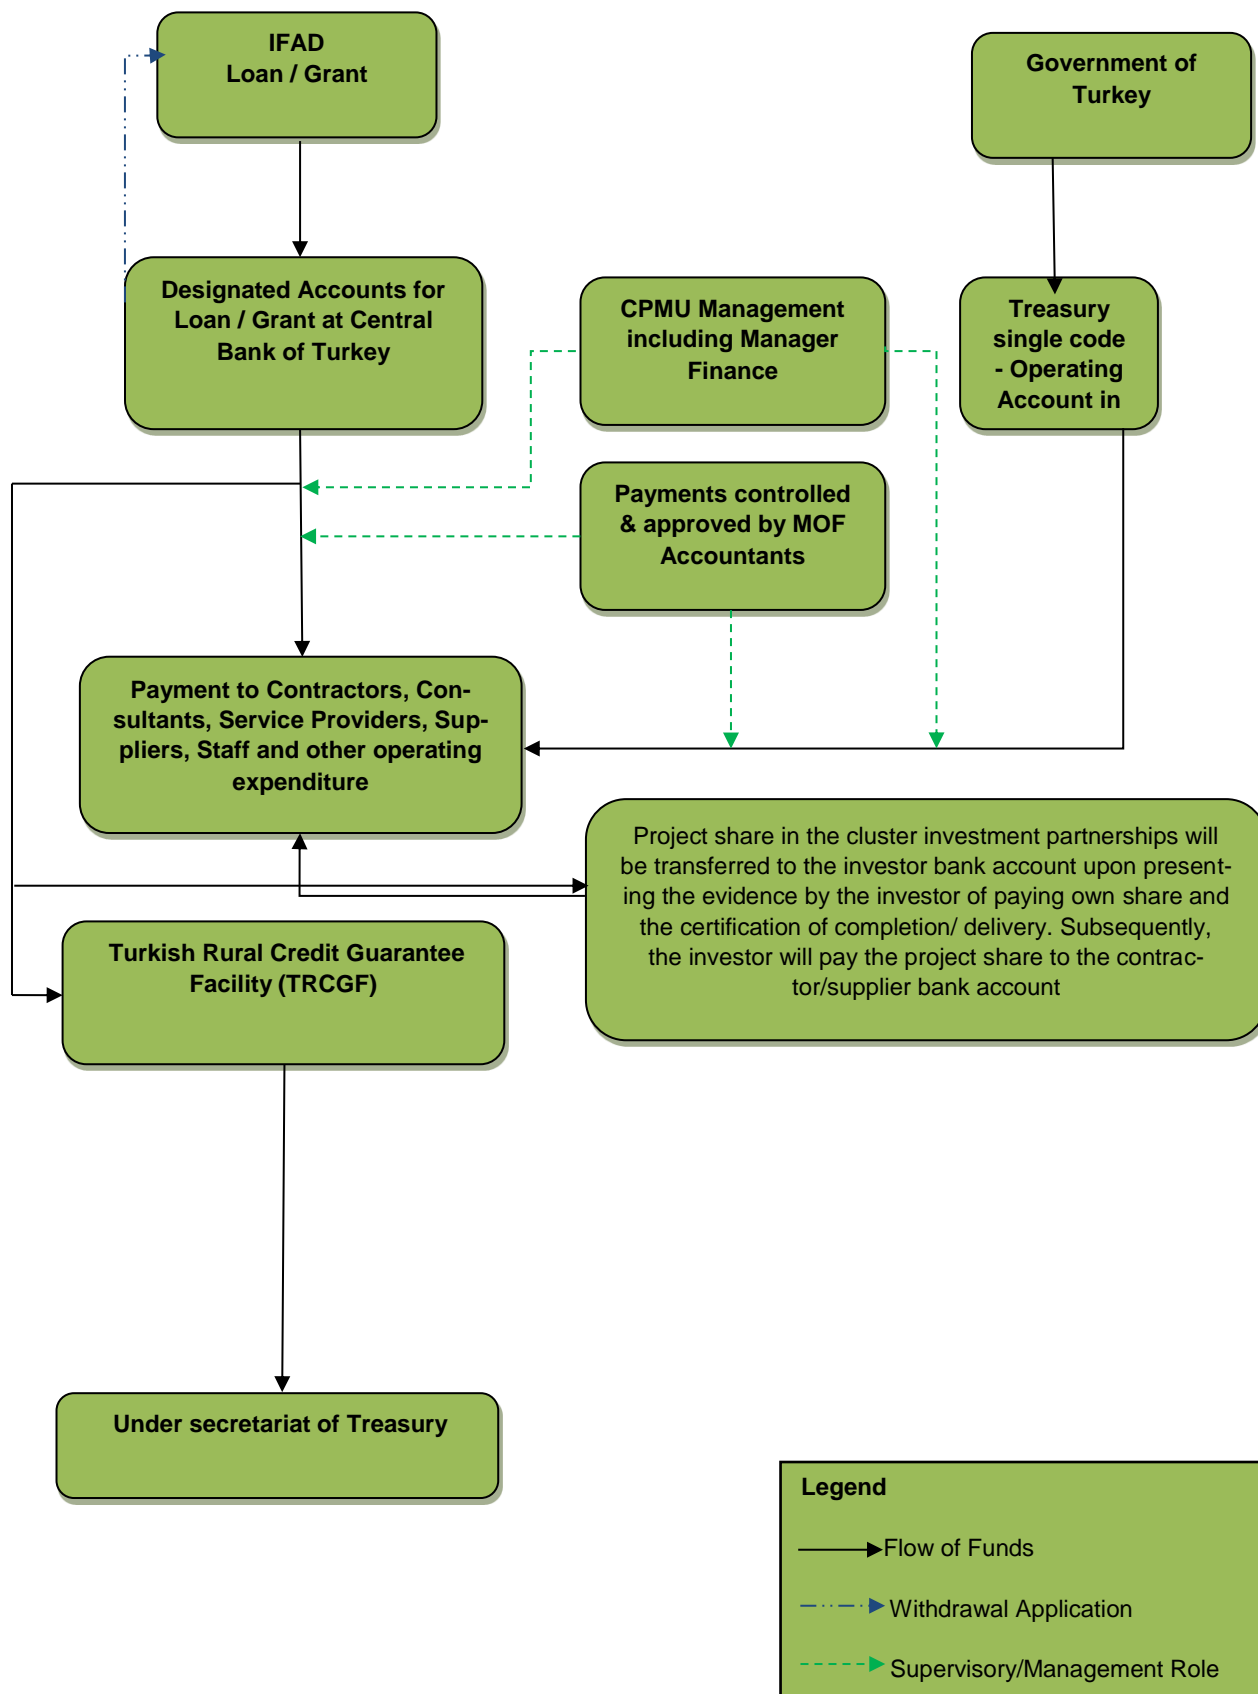 IFAD
Loan / Grant
Government of
Turkey
Designated Accounts for
Loan / Grant at Central
Bank of Turkey
CPMU Management
including Manager
Finance
Treasury
single code
- Operating
Account in
Payments controlled
& approved by MOF
Accountants
Payment to Contractors, Con-
sultants, Service Providers, Sup-
pliers, Staff and other operating
expenditure
Project share in the cluster investment partnerships will
be transferred to the investor bank account upon present-
ing the evidence by the investor of paying own share and
the certification of completion/ delivery. Subsequently,
the investor will pay the project share to the contrac-
tor/supplier bank account
Turkish Rural Credit Guarantee
Facility (TRCGF)
Under secretariat of Treasury
Legend
Flow of Funds
Withdrawal Application
Supervisory/Management Role